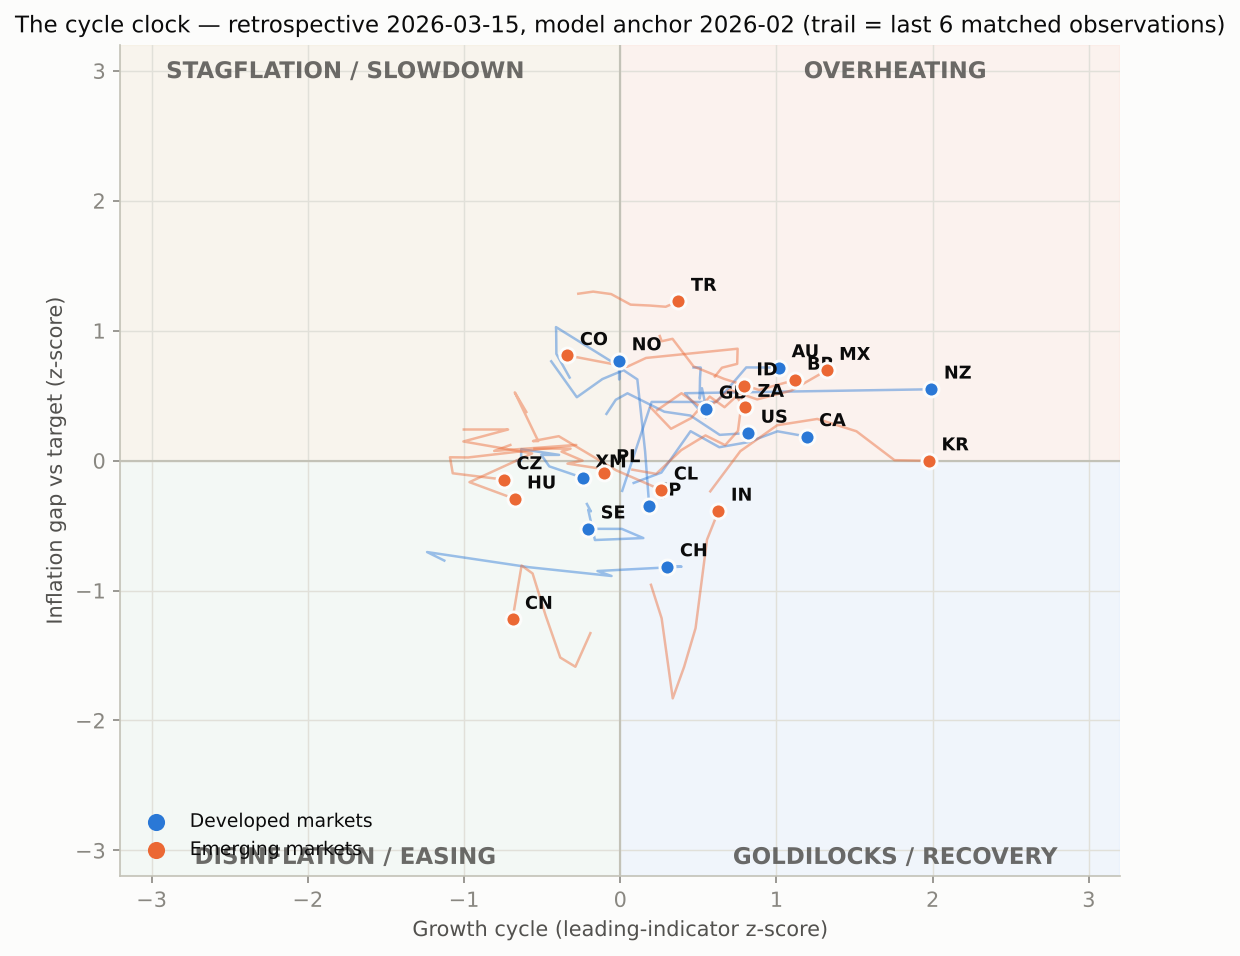 The cycle clock — retrospective 2026-03-15, model anchor 2026-02 (trail = last 6 matched observations)
STAGFLATION / SLOWDOWN
OVERHEATING
3
2
1
0
−1
−2
−3
Inflation gap vs target (z-score)
TR
CO
NO
AU
MX
ID
NZ
ZA
US
CA
KR
PL
XM
CZ
CL
HU
IN
SE
CH
CN
Developed markets
Emerging markets
DISINFLATION / EASING
GOLDILOCKS / RECOVERY
−3
−2
−1
0
1
2
3
Growth cycle (leading-indicator z-score)